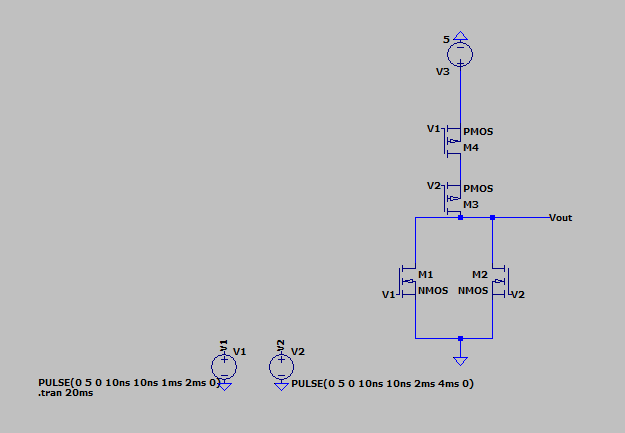 5
V3
V1
PMOS
M4
V2
PMOS
M3
Vout
M1
M2
V1
NMOS
NMOS
V2
V1
V1
V2
V2
PULSE(0 5 0 10ns 10ns 1ms 2ms 0)
PULSE(0 5 0 10ns 10ns 2ms 4ms 0)
.tran 20ms